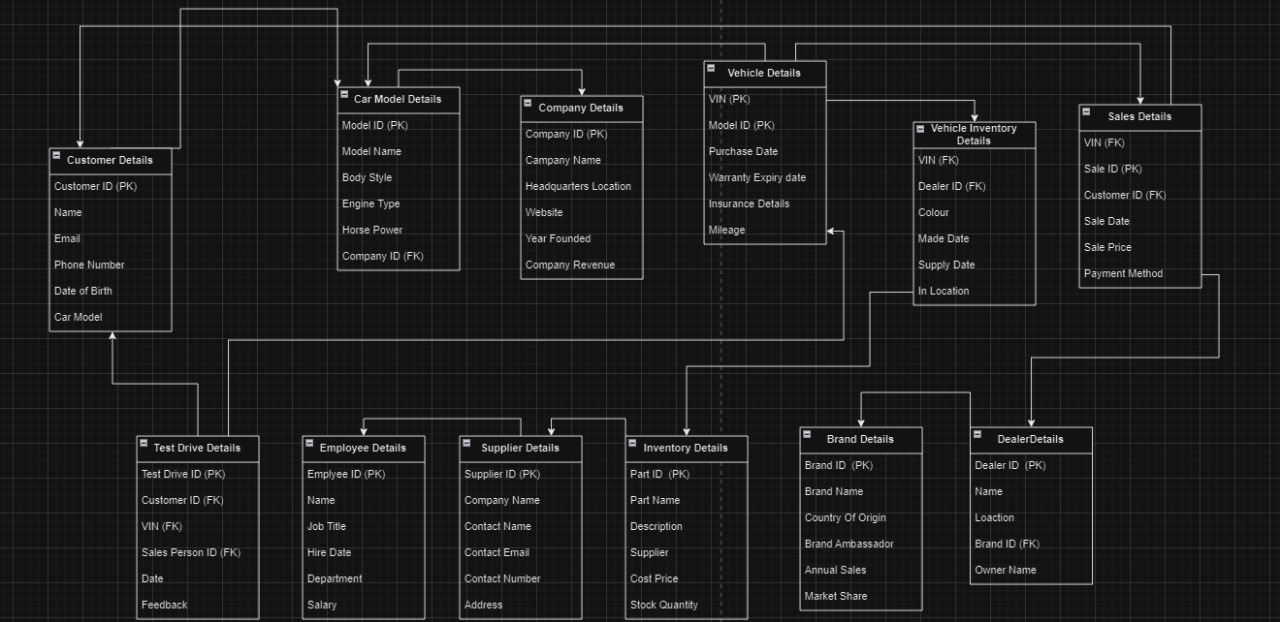 Customer Details
Customer ID (PK)
Name
Email
Phone Number
Date of Birth
Car Model
Car Model Details
Model ID (PK)
Model Name
Body Style
Engine Type
Horse Power
Company ID (FK)
Company Details
Company ID (PK)
Campany Name
Headquarters Location
Website
Year Founded
Company Revenue
Vehicle Details
VIN (PK)
Model ID (PK)
Purchase Date
Warranty Expiry date
Insurance Details
Mileage
Vehicle Inventory
Details
VIN (FK)
Dealer ID (FK)
Colour
Made Date
Supply Date
In Location
Sales Details
VIN (FK)
Sale ID (PK)
Customer ID (FK)
Sale Date
Sale Price
Payment Method
Test Drive Details
Test Drive ID (PK)
Customer ID (FK)
VIN (FK)
Sales Person ID (FK)
Date
Feedback
Employee Details
Emplyee ID (PK)
Name
Job Title
Hire Date
Department
Salary
Supplier Details
Supplier ID (PK)
Company Name
Contact Name
Contact Email
Contact Number
Address
Inventory Details
Part ID (PK)
Part Name
Description
Supplier
Cost Price
Stock Quantity
Brand Details
Brand ID (PK)
Brand Name
Country Of Origin
Brand Ambassador
Annual Sales
Market Share
DealerDetails
Dealer ID (PK)
Name
Loaction
Brand ID (FK)
Owner Name